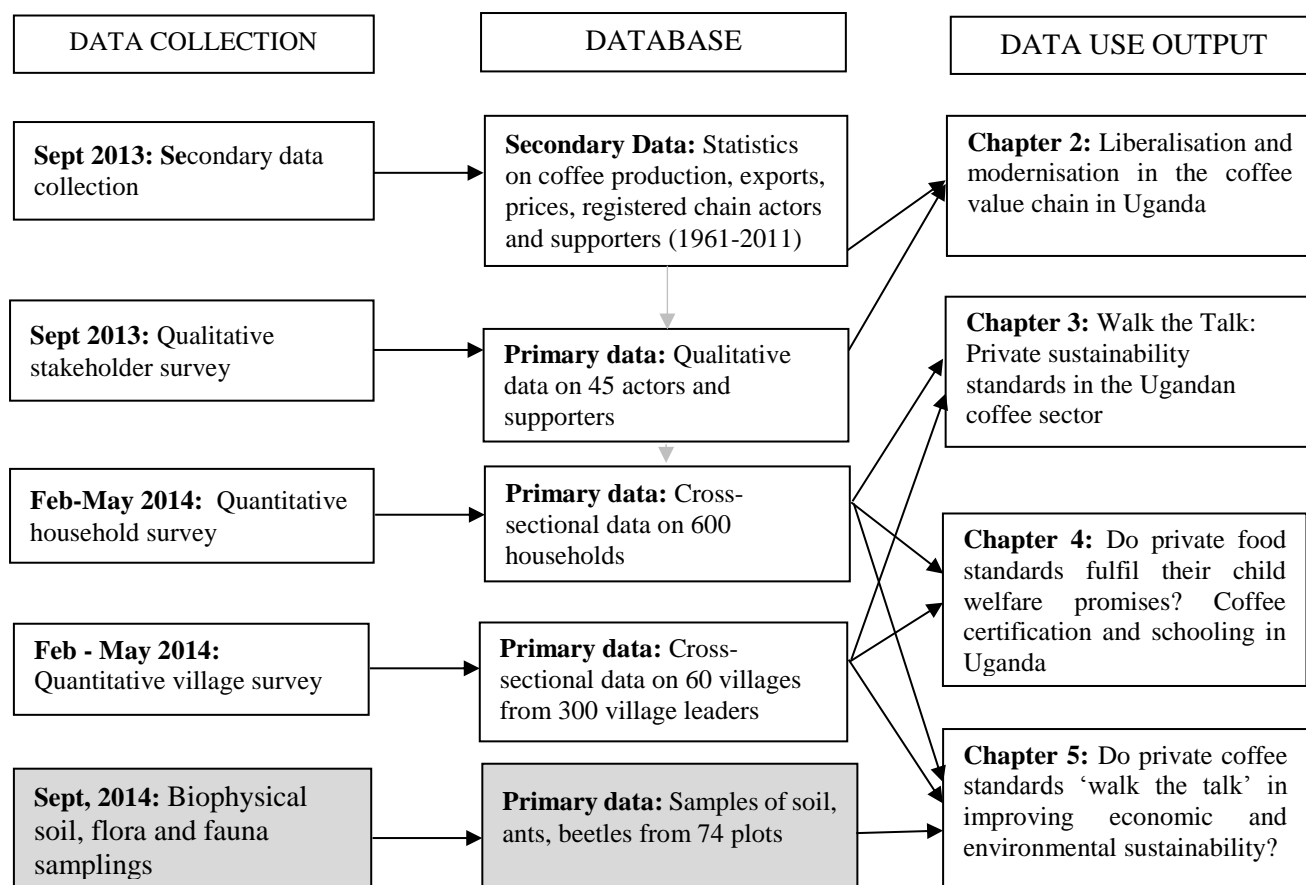 DATA COLLECTION
DATABASE
DATA USE OUTPUT
Sept 2013: Secondary data
collection
Secondary Data: Statistics
on coffee production, exports,
prices, registered chain actors
and supporters (1961-2011)
Chapter 2: Liberalisation and
modernisation in the coffee
value chain in Uganda
Sept 2013: Qualitative
stakeholder survey
Primary data: Qualitative
data on 45 actors and
supporters
Chapter 3: Walk the Talk:
Private sustainability
standards in the Ugandan
coffee sector
Feb-May 2014: Quantitative
household survey
Primary data: Cross-
sectional data on 600
households
Chapter 4: Do private food
standards fulfil their child
welfare promises? Coffee
certification and schooling in
Uganda
Feb - May 2014:
Quantitative village survey
Primary data: Cross-
sectional data on 60 villages
from 300 village leaders
Chapter 5: Do private coffee
standards ‘walk the talk’ in
improving economic and
environmental sustainability?
Sept, 2014: Biophysical
soil, flora and fauna
samplings
Primary data: Samples of soil,
ants, beetles from 74 plots